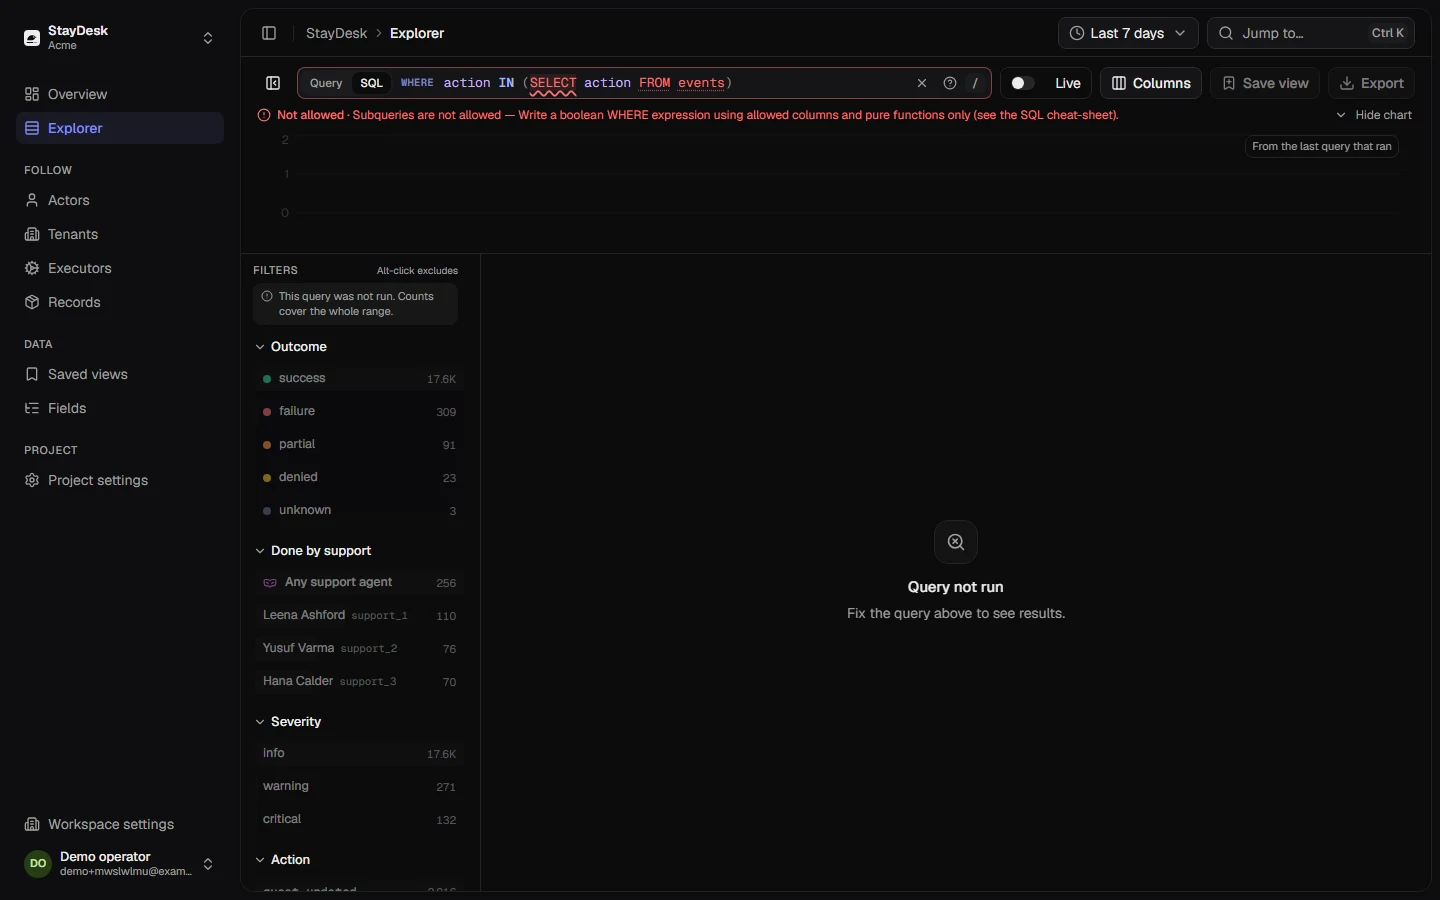 StayDesk
Acme
StayDesk > Explorer
Last 7 days
Jump to...
Ctrl K
Overview
Explorer
FOLLOW
Actors
Tenants
Executors
Records
DATA
Saved views
Fields
PROJECT
Project settings
Workspace settings
DO
Demo operator
demo+mwslwlmu@exam...
Query SQL WHERE action IN (SELECT action FROM events)
/
Live
Columns
Save view
Export
Not allowed · Subqueries are not allowed — Write a boolean WHERE expression using allowed columns and pure functions only (see the SQL cheat-sheet).
Hide chart
2
From the last query that ran
1
0
FILTERS
Alt-click excludes
This query was not run. Counts
cover the whole range.
Outcome
success 17.6K
failure 309
partial 91
denied 23
unknown 3
Done by support
Any support agent 256
Leena Ashford support_1 110
Yusuf Varma support_2 76
Hana Calder support_3 70
Severity
info 17.6K
warning 271
critical 132
Action
Query not run
Fix the query above to see results.